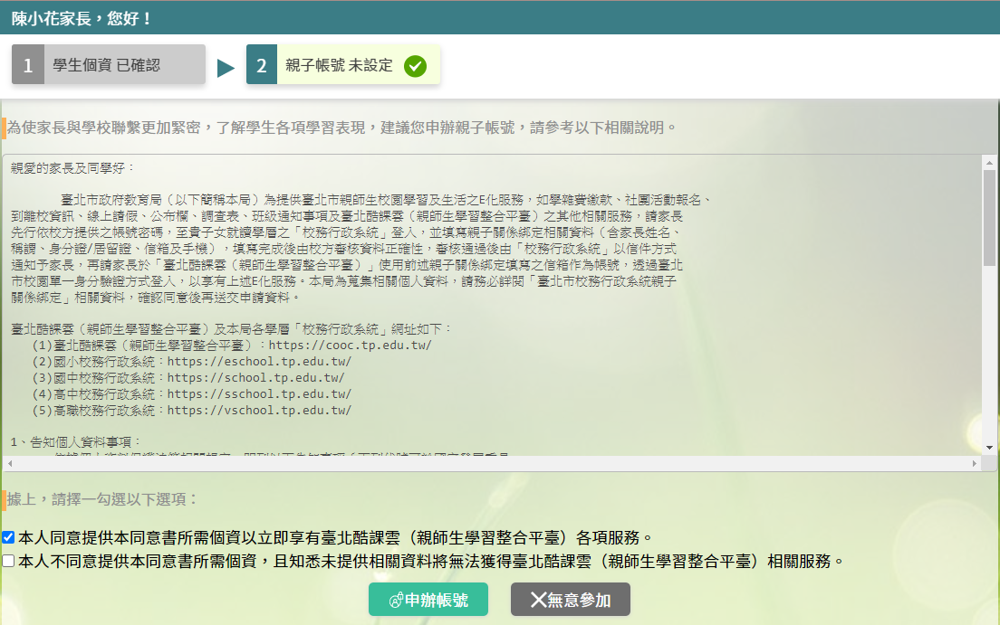 陳小花家長，您好！
1 學生個資 已確認
2 親子帳號 未設定
為使家長與學校聯繫更加緊密，了解學生各項學習表現，建議您申辦親子帳號，請參考以下相關說明。
親愛的家長及同學好：
臺北市政府教育局（以下簡稱本局）為提供臺北市親師生校園學習及生活之E化服務，如學雜費繳款、社團活動報名、
到離校資訊、線上請假、公布欄、調查表、班級通知事項及臺北酷課雲（親師生學習整合平臺）之其他相關服務，請家長
先行依校方提供之帳號密碼，至貴子女就讀學層之「校務行政系統」登入，並填寫親子關係綁定相關資料（含家長姓名、
稱謂、身分證/居留證、信箱及手機），填寫完成後由校方審核資料正確性，審核通過後由「校務行政系統」以信件方式
通知予家長，再請家長於「臺北酷課雲（親師生學習整合平臺）」使用前述親子關係綁定填寫之信箱作為帳號，透過臺北
市校園單一身分驗證方式登入，以享有上述E化服務。本局為蒐集相關個人資料，請務必詳閱「臺北市校務行政系統親子
關係綁定」相關資料，確認同意後再送交申請資料。
臺北酷課雲（親師生學習整合平臺）及本局各學層「校務行政系統」網址如下：
(1)臺北酷課雲（親師生學習整合平臺）：https://cooc.tp.edu.tw/
(2)國小校務行政系統：https://eschool.tp.edu.tw/
(3)國中校務行政系統：https://school.tp.edu.tw/
(4)高中校務行政系統：https://sschool.tp.edu.tw/
(5)高職校務行政系統：https://vschool.tp.edu.tw/
1、告知個人資料事項：
據上，請擇一勾選以下選項：
本人同意提供本同意書所需個資以立即享有臺北酷課雲（親師生學習整合平臺）各項服務。
本人不同意提供本同意書所需個資，且知悉未提供相關資料將無法獲得臺北酷課雲（親師生學習整合平臺）相關服務。
申辦帳號
無意參加